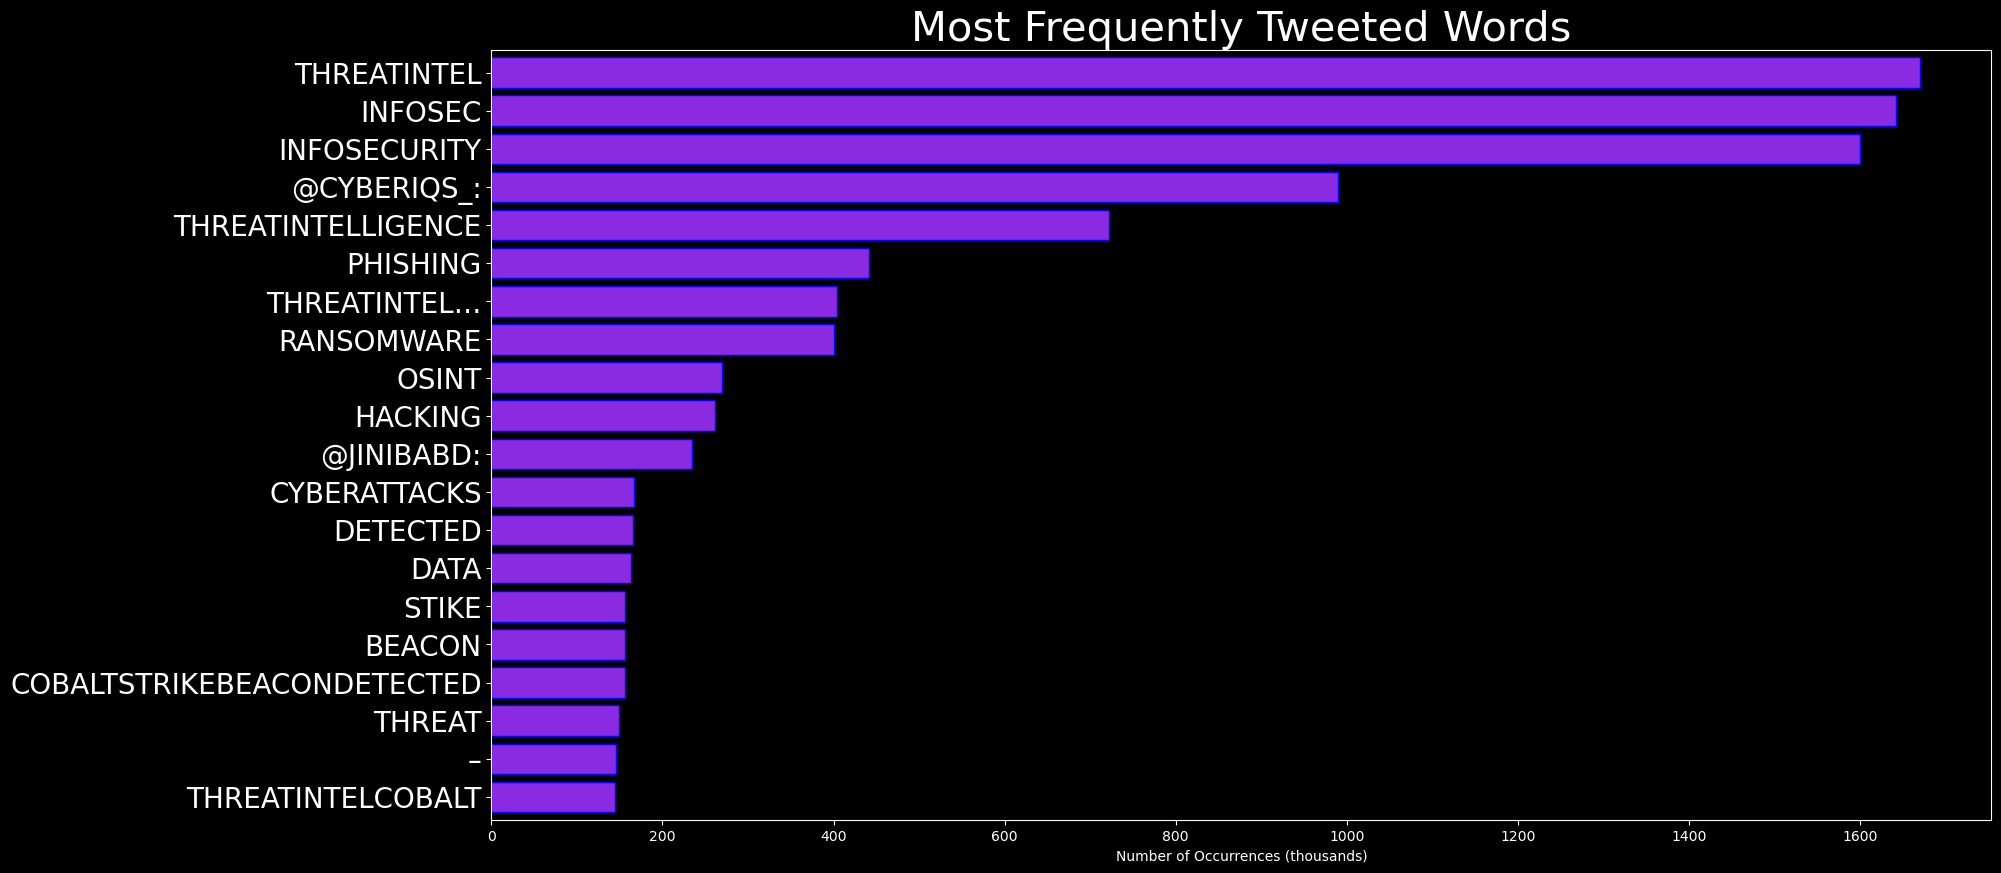 Most Frequently Tweeted Words
THREATINTEL
INFOSEC
INFOSECURITY
@CYBERIQS_:
THREATINTELLIGENCE
PHISHING
THREATINTEL…
RANSOMWARE
OSINT
HACKING
@JINIBABD:
CYBERATTACKS
DETECTED
DATA
STIKE
BEACON
COBALTSTRIKEBEACONDETECTED
THREAT
–
THREATINTELCOBALT
0 200 400 600 800 1000 1200 1400 1600
Number of Occurrences (thousands)